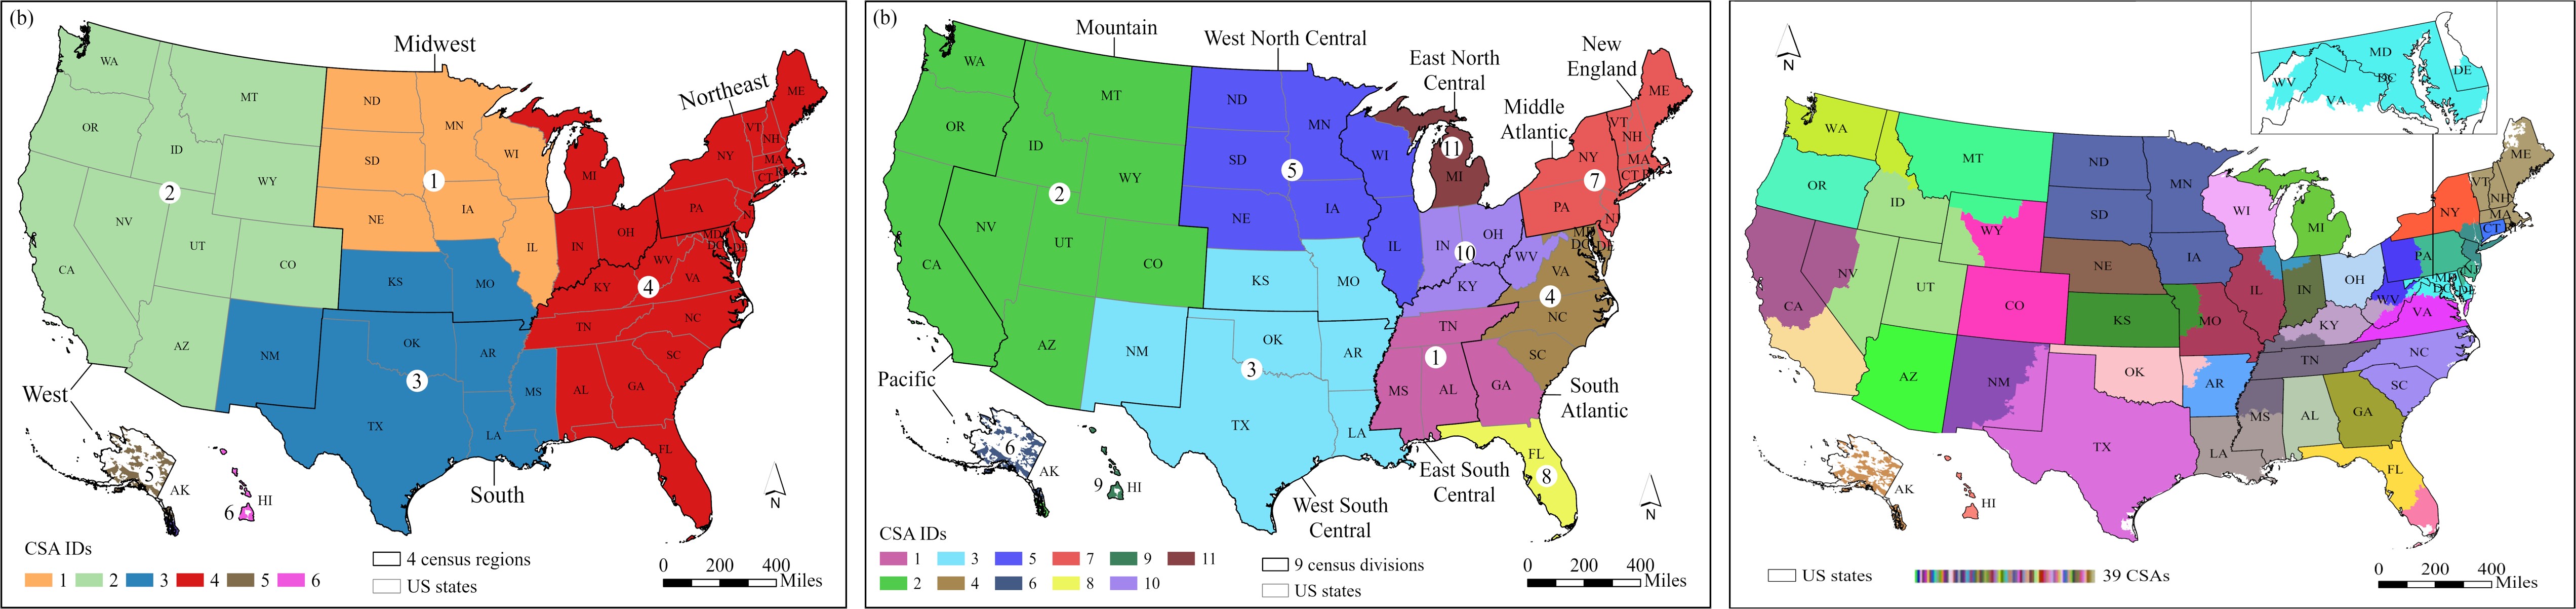 (b)
Midwest
Northeast
West
South
WA
OR
CA
NV
ID
MT
WY
UT
CO
AZ
NM
ND
SD
NE
KS
OK
TX
MN
IA
MO
AR
LA
WI
IL
MS
MI
IN
OH
KY
TN
AL
GA
FL
SC
NC
VA
WV
PA
NY
VT
NH
MA
CT
ME
MD
DC
DE
AK
HI
1
2
3
4
5
6
N
CSA IDs
1 2 3 4 5 6
4 census regions
US states
0 200 400
Miles
(b)
Mountain
West North Central
East North
Central
New
England
Middle
Atlantic
Pacific
South
Atlantic
East South
Central
West South
Central
WA
OR
CA
NV
ID
MT
WY
UT
CO
AZ
NM
ND
SD
NE
KS
OK
TX
MN
IA
MO
AR
LA
WI
IL
MS
MI
IN
OH
KY
TN
AL
GA
FL
SC
NC
VA
WV
PA
NY
NJ
VT
NH
MA
CT
RI
ME
MD
DC
DE
AK
HI
1
2
3
4
5
6
7
8
9
10
11
N
CSA IDs
1 3 5 7 9 11
2 4 6 8 10
9 census divisions
US states
0 200 400
Miles
N
MD
WV
VA
DC
DE
WA
OR
CA
NV
ID
MT
WY
UT
CO
AZ
NM
ND
SD
NE
KS
OK
TX
MN
IA
MO
AR
LA
WI
IL
MS
MI
IN
OH
KY
TN
AL
GA
FL
SC
NC
VA
WV
PA
NY
NJ
VT
NH
MA
CT
RI
ME
MD
DC
DE
AK
HI
US states
39 CSAs
N
0 200 400
Miles